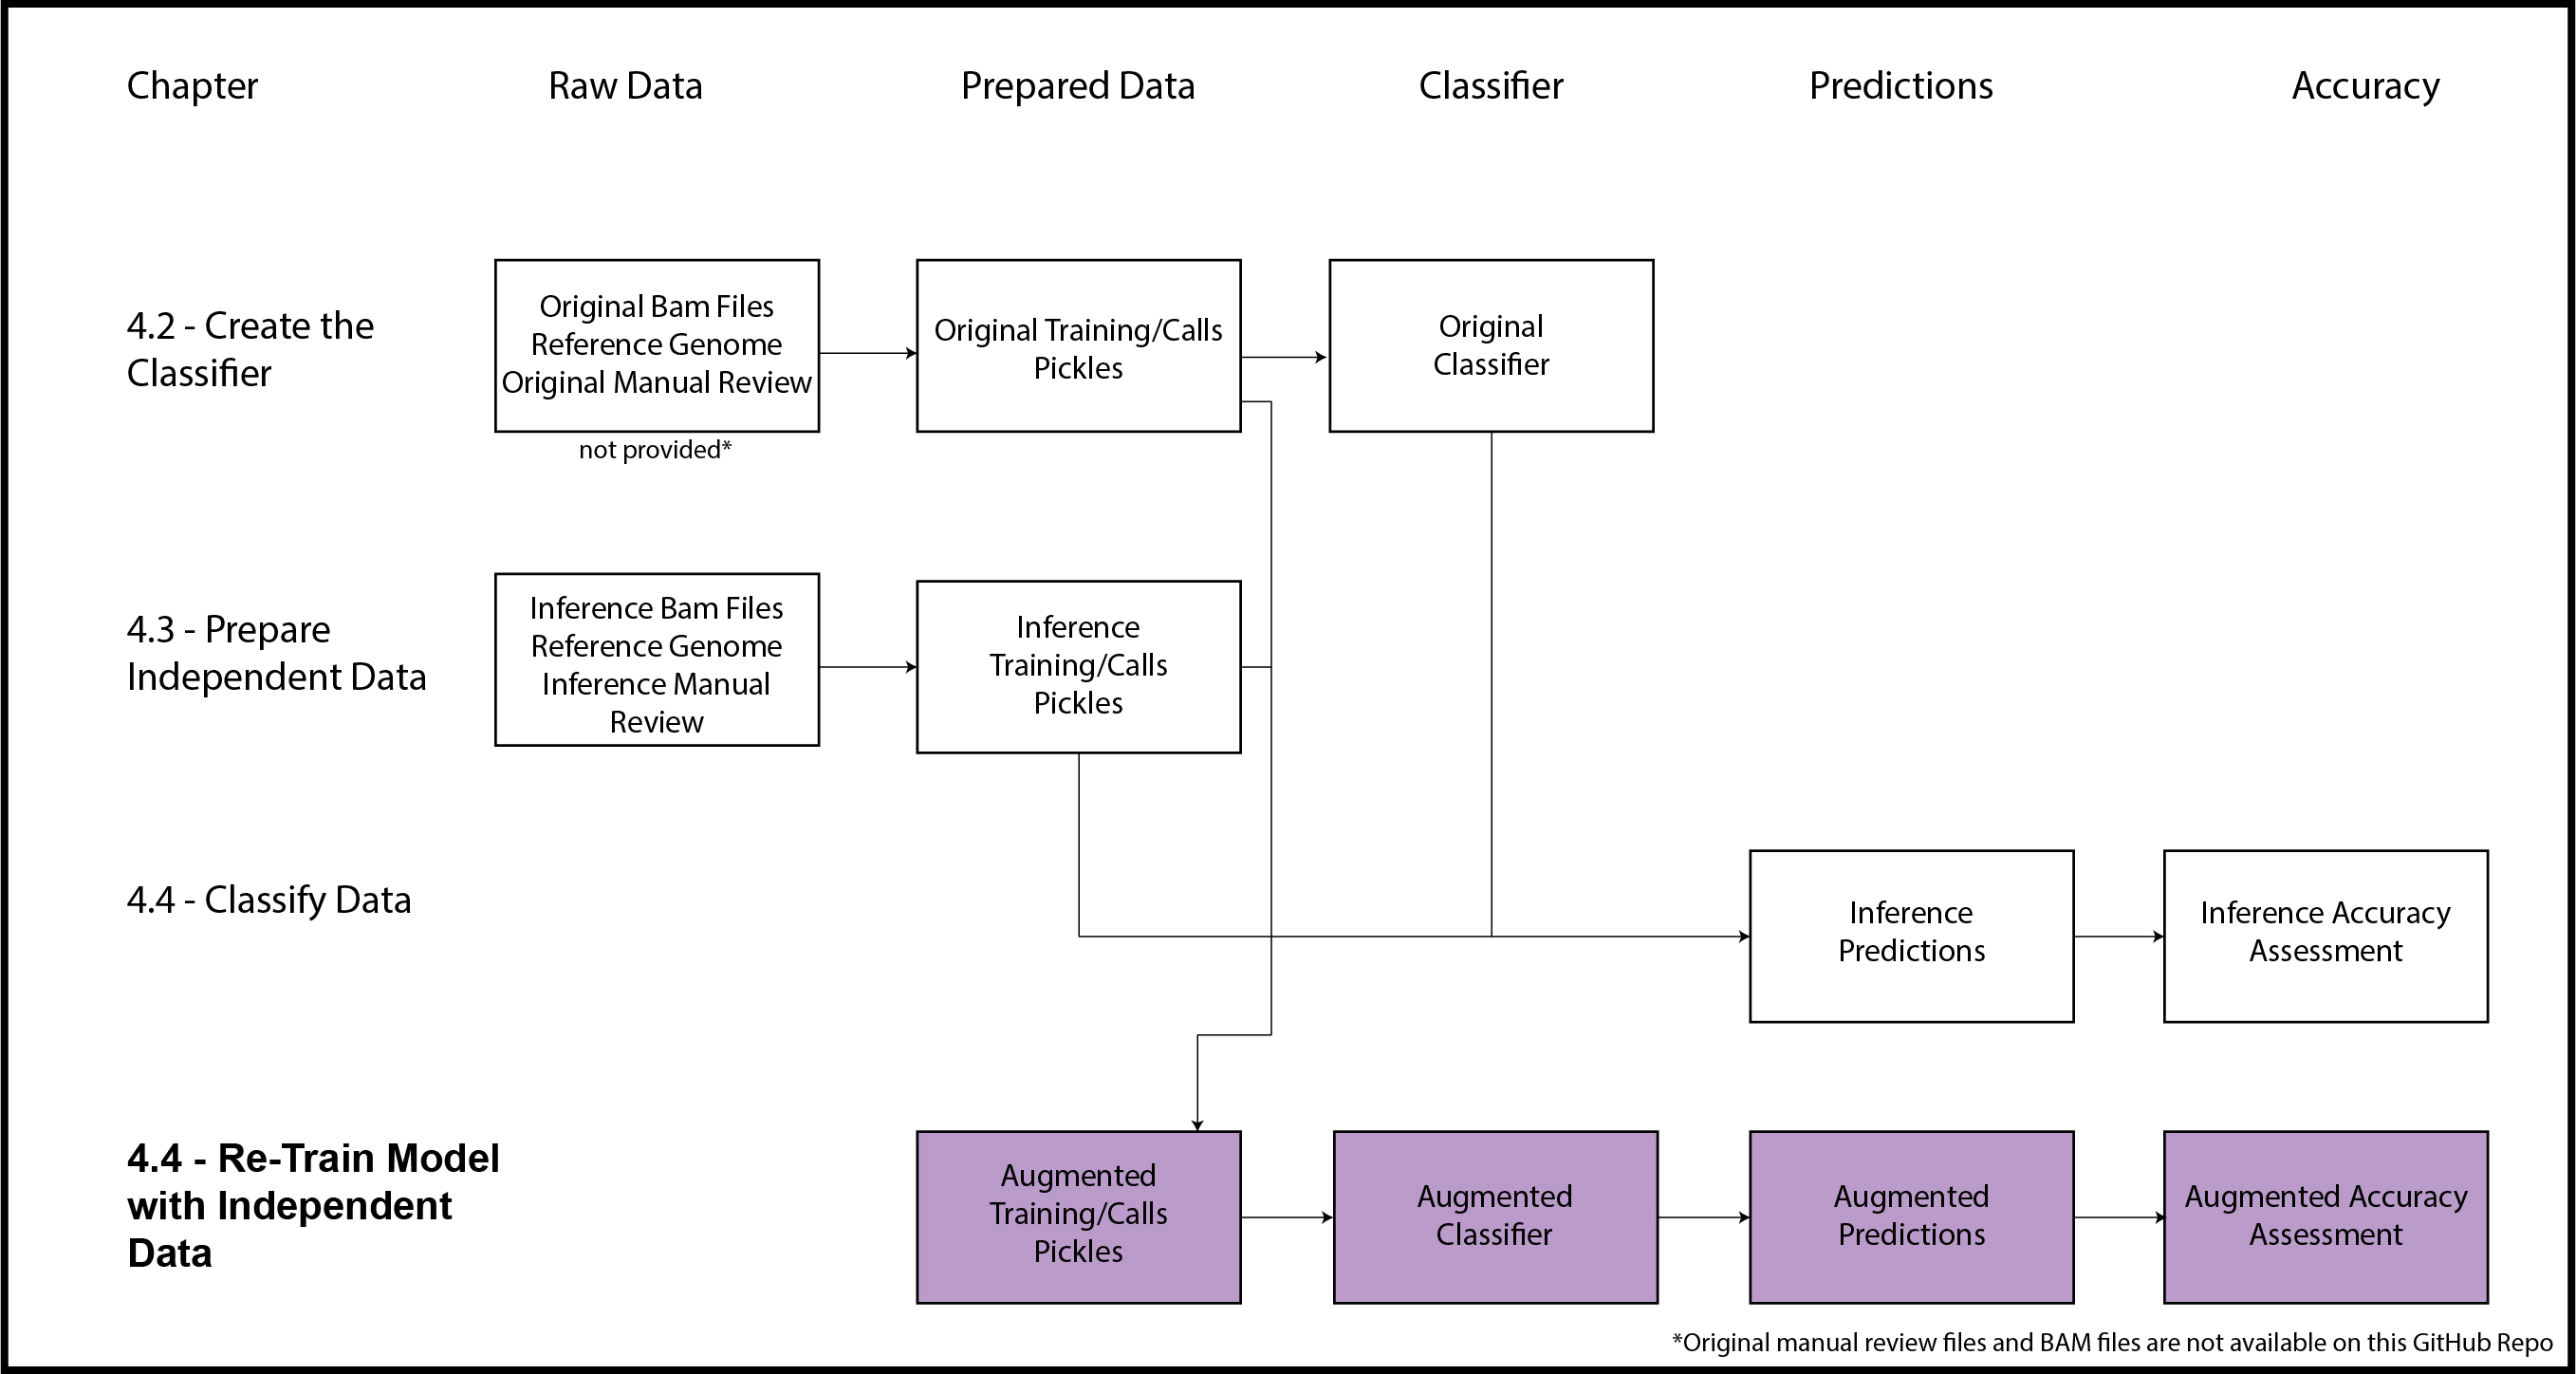 Chapter
Raw Data
Prepared Data
Classifier
Predictions
Accuracy
4.2 - Create the
Classifier
Original Bam Files
Reference Genome
Original Manual Review
not provided*
Original Training/Calls
Pickles
Original
Classifier
4.3 - Prepare
Independent Data
Inference Bam Files
Reference Genome
Inference Manual
Review
Inference
Training/Calls
Pickles
4.4 - Classify Data
Inference
Predictions
Inference Accuracy
Assessment
4.4 - Re-Train Model
with Independent
Data
Augmented
Training/Calls
Pickles
Augmented
Classifier
Augmented
Predictions
Augmented Accuracy
Assessment
*Original manual review files and BAM files are not available on this GitHub Repo